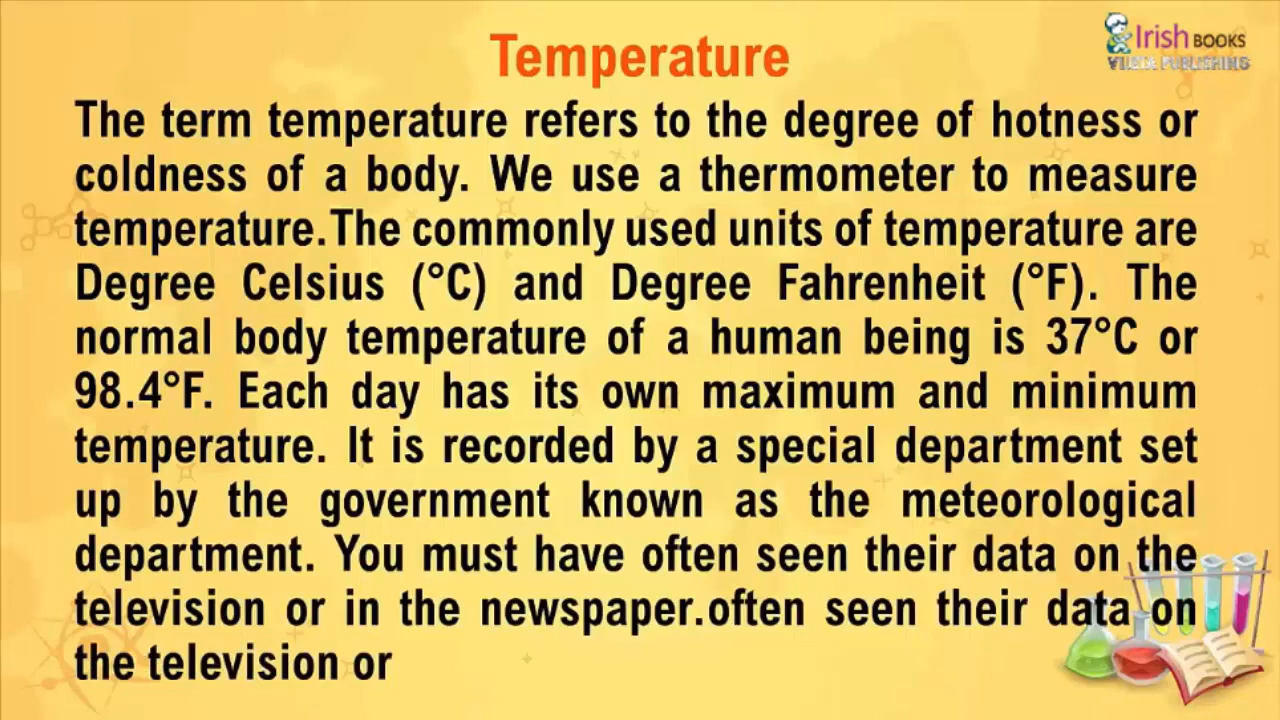 Irish BOOKS
Temperature
The term temperature refers to the degree of hotness or
coldness of a body. We use a thermometer to measure
temperature.The commonly used units of temperature are
Degree Celsius (°C) and Degree Fahrenheit (°F). The
normal body temperature of a human being is 37°C or
98.4°F. Each day has its own maximum and minimum
temperature. It is recorded by a special department set
up by the government known as the meteorological
department. You must have often seen their data on the
television or in the newspaper.often seen their data on
the television or